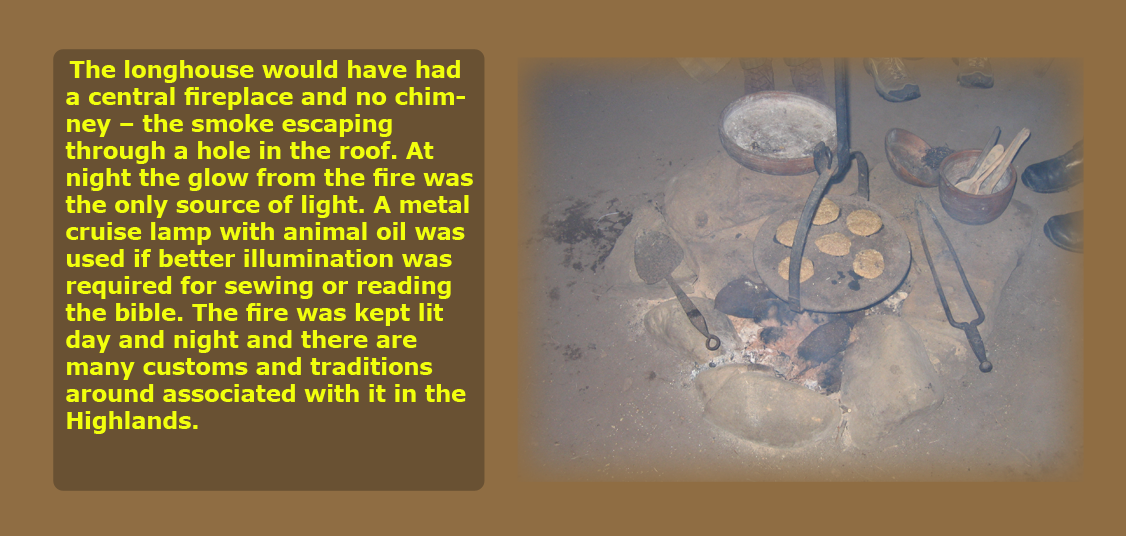 The longhouse would have had
a central fireplace and no chim-
ney – the smoke escaping
through a hole in the roof. At
night the glow from the fire was
the only source of light. A metal
cruise lamp with animal oil was
used if better illumination was
required for sewing or reading
the bible. The fire was kept lit
day and night and there are
many customs and traditions
around associated with it in the
Highlands.